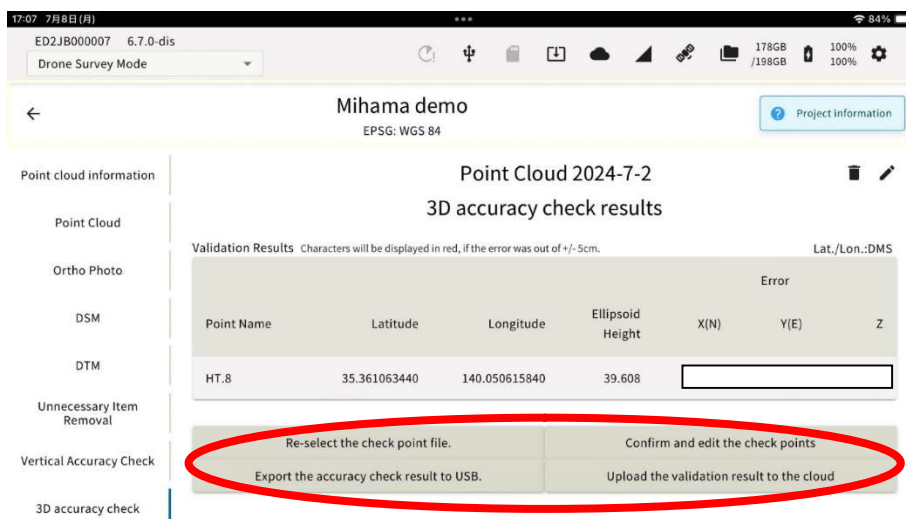 17:07 7月8日(月) 84%
ED2JB000007 6.7.0-dis
Drone Survey Mode
178GB
/198GB
100%
100%
Mihama demo
EPSG: WGS 84
Project information
Point cloud information
Point Cloud
Ortho Photo
DSM
DTM
Unnecessary Item
Removal
Vertical Accuracy Check
3D accuracy check
Point Cloud 2024-7-2
3D accuracy check results
Validation Results Characters will be displayed in red, if the error was out of +/- 5cm. Lat./Lon.:DMS
Error
Point Name Latitude Longitude Ellipsoid Height X(N) Y(E) Z
HT.8 35.361063440 140.050615840 39.608
Re-select the check point file. Confirm and edit the check points
Export the accuracy check result to USB. Upload the validation result to the cloud